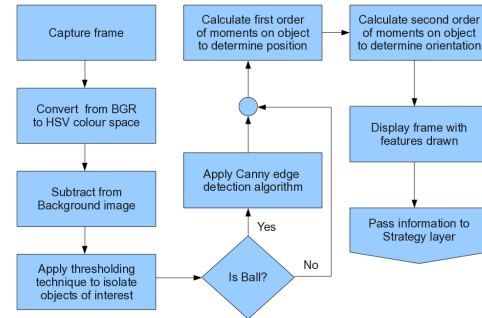 Capture frame
Convert from BGR
to HSV colour space
Subtract from
Background image
Apply thresholding
technique to isolate
objects of interest
Is Ball?
Yes
No
Apply Canny edge
detection algorithm
Calculate first order
of moments on object
to determine position
Calculate second order
of moments on object
to determine orientation
Display frame with
features drawn
Pass information to
Strategy layer